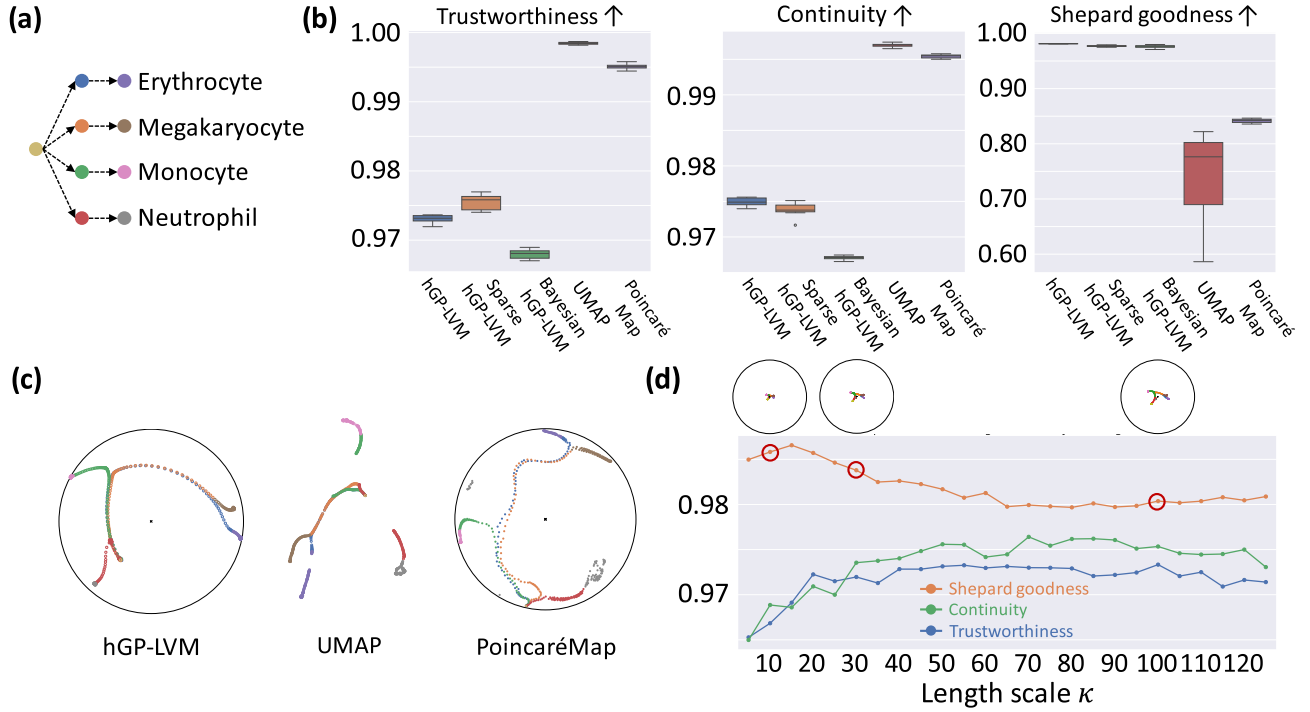 (a)
Erythrocyte
Megakaryocyte
Monocyte
Neutrophil
(b)
Trustworthiness ↑
1.00
0.99
0.98
0.97
hGP-LVM
Sparse
hGP-LVM
Bayesian
hGP-LVM
UMAP
Poincaré
Map
Continuity ↑
0.99
0.98
0.97
hGP-LVM
Sparse
hGP-LVM
Bayesian
hGP-LVM
UMAP
Poincaré
Map
Shepard goodness ↑
1.00
0.90
0.80
0.70
0.60
hGP-LVM
Sparse
hGP-LVM
Bayesian
hGP-LVM
UMAP
Poincaré
Map
(c)
hGP-LVM
UMAP
PoincaréMap
(d)
0.98
0.97
Shepard goodness
Continuity
Trustworthiness
10 20 30 40 50 60 70 80 90 100 110 120
Length scale κ